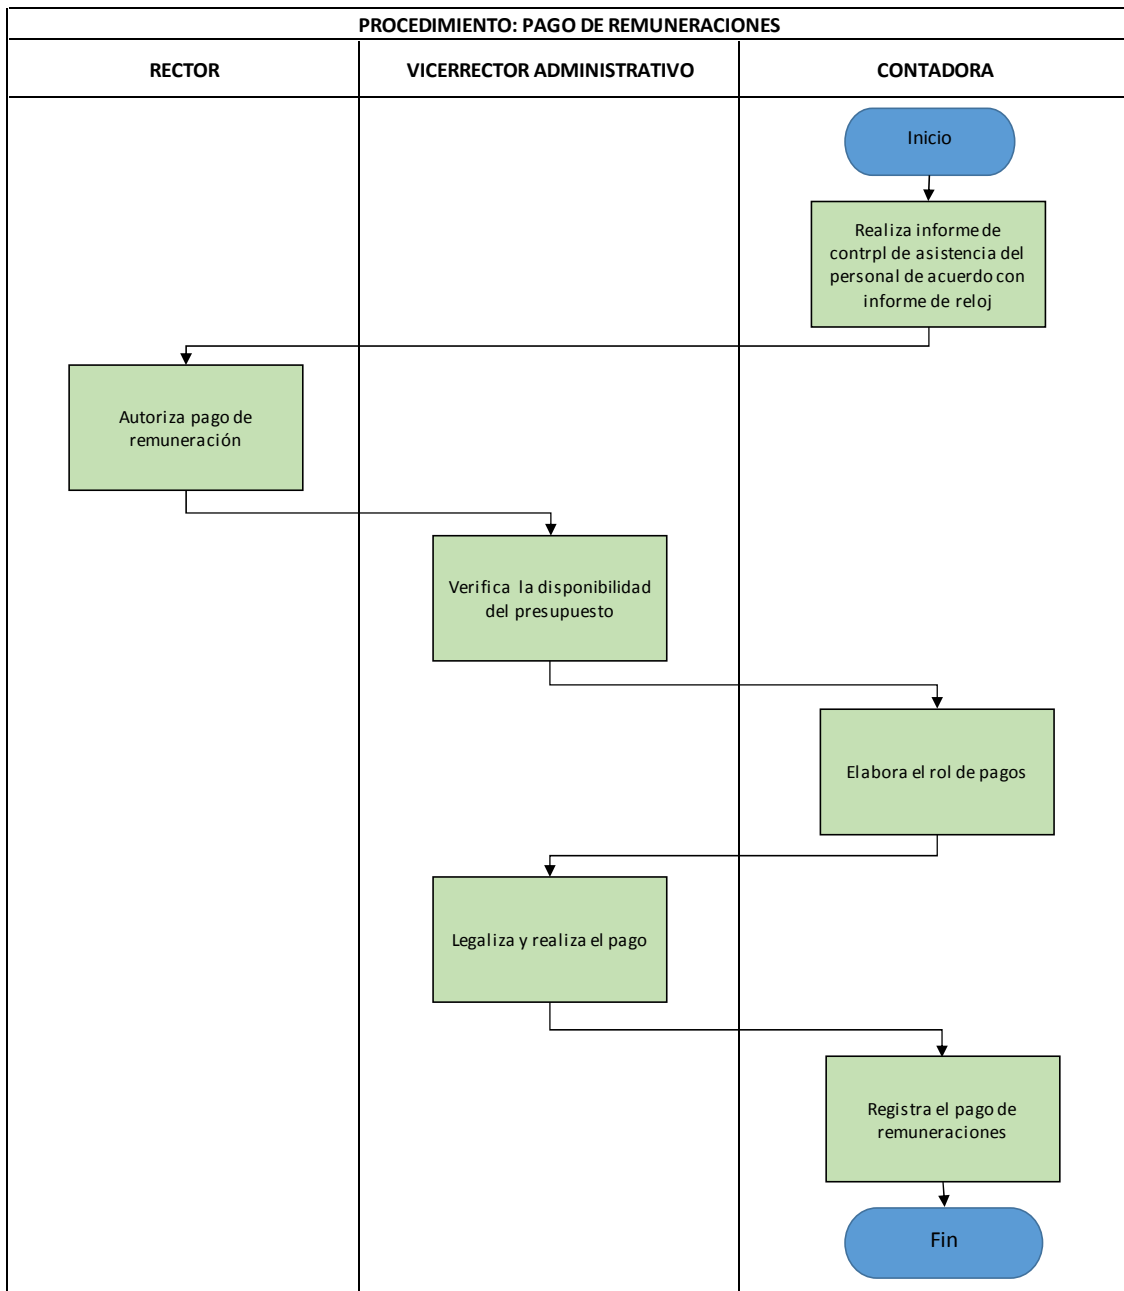 PROCEDIMIENTO: PAGO DE REMUNERACIONES
RECTOR
VICERRECTOR ADMINISTRATIVO
CONTADORA
Inicio
Realiza informe de
contrpl de asistencia del
personal de acuerdo con
informe de reloj
Autoriza pago de
remuneración
Verifica la disponibilidad
del presupuesto
Elabora el rol de pagos
Legaliza y realiza el pago
Registra el pago de
remuneraciones
Fin